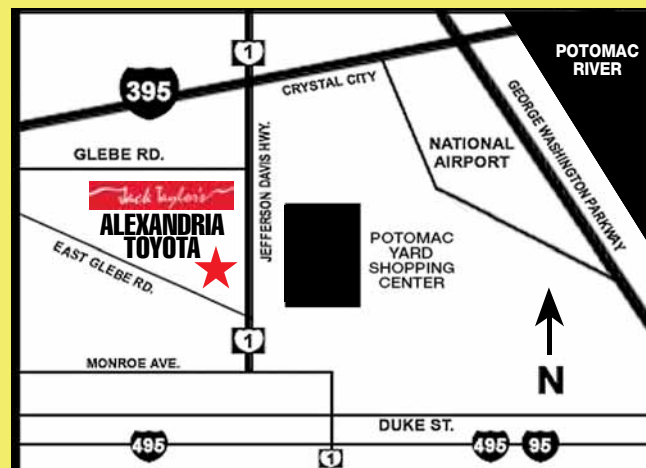 1
POTOMAC
RIVER
395
CRYSTAL CITY
GEORGE WASHINGTON PARKWAY
GLEBE RD.
JEFFERSON DAVIS HWY.
NATIONAL
AIRPORT
Jack Taylor's
ALEXANDRIA
TOYOTA
EAST GLEBE RD.
POTOMAC
YARD
SHOPPING
CENTER
1
MONROE AVE.
N
DUKE ST.
495
1
495
95